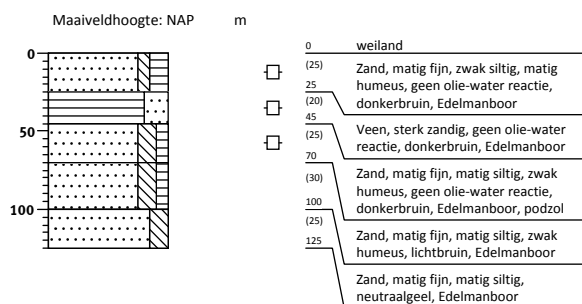 Maaiveldhoogte: NAP m
0
50
100
0
weiland
(25)
Zand, matig fijn, zwak siltig, matig
humeus, geen olie-water reactie,
donkerbruin, Edelmanboor
25
(20)
45
Veen, sterk zandig, geen olie-water
reactie, donkerbruin, Edelmanboor
(25)
70
Zand, matig fijn, matig siltig, zwak
humeus, geen olie-water reactie,
donkerbruin, Edelmanboor, podzol
(30)
100
Zand, matig fijn, matig siltig, zwak
humeus, lichtbruin, Edelmanboor
(25)
125
Zand, matig fijn, matig siltig,
neutraalgeel, Edelmanboor